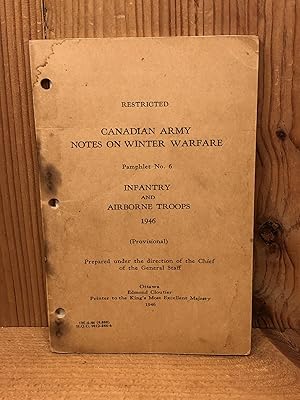 RESTRICTED
CANADIAN ARMY
NOTES ON WINTER WARFARE
Pamphlet No. 6
INFANTRY
AND
AIRBORNE TROOPS
1946
(Provisional)
Prepared under the direction of the Chief
of the General Staff
Ottawa
Edmond Cloutier
Printer to the King's Most Excellent Majesty
1946